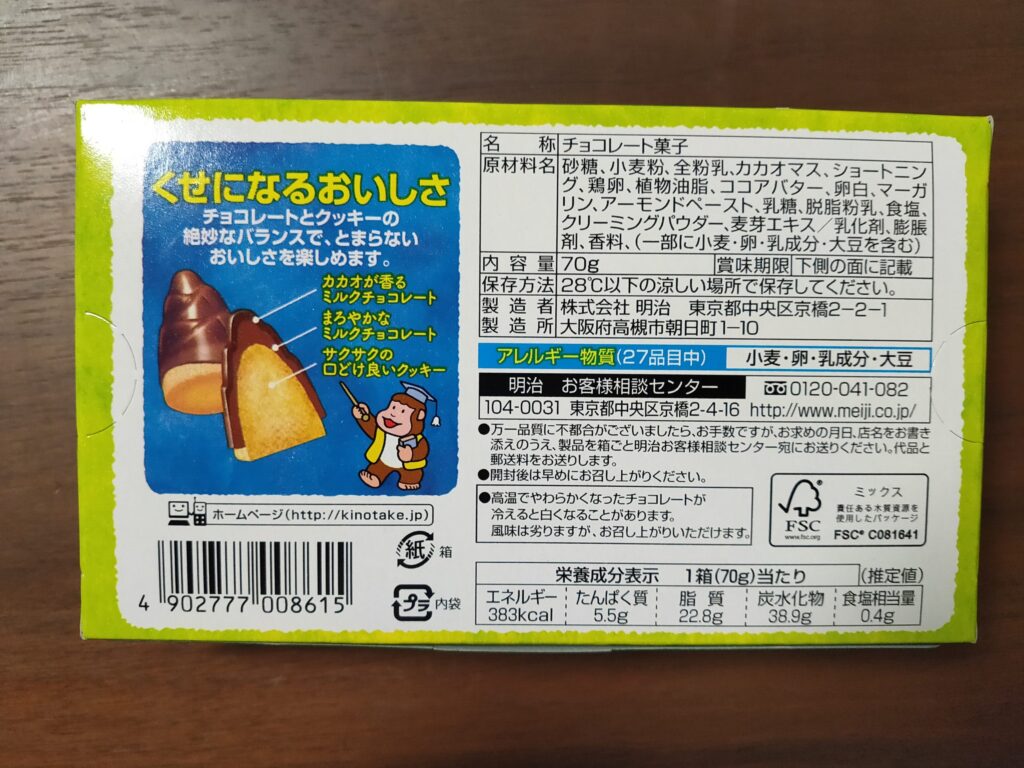 くせになるおいしさ
チョコレートとクッキーの
絶妙なバランスで、とまらない
おいしさを楽しめます。
カカオが香る
ミルクチョコレート
まろやかな
ミルクチョコレート
サクサクの
口どけ良いクッキー
ホームページ(http://kinotake.jp/)
4 902777 008615
紙 箱
プラ 内袋
名 称 チョコレート菓子
原材料名 砂糖、小麦粉、全粉乳、カカオマス、ショートニン
グ、鶏卵、植物油脂、ココアバター、卵白、マーガ
リン、アーモンドペースト、乳糖、脱脂粉乳、食塩、
クリーミングパウダー、麦芽エキス/乳化剤、膨脹
剤、香料、(一部に小麦・卵・乳成分・大豆を含む)
内容量 70g 賞味期限 下側の面に記載
保存方法 28℃以下の涼しい場所で保存してください。
製造者 株式会社 明治 東京都中央区京橋2-2-1
製造所 大阪府高槻市朝日町1-10
アレルギー物質(27品目中) 小麦・卵・乳成分・大豆
明治 お客様相談センター 0120-041-082
104-0031 東京都中央区京橋2-4-16 http://www.meiji.co.jp/
●万一品質に不都合がございましたら、お手数ですが、お求めの月日、店名をお書き
添えのうえ、製品を箱ごと明治お客様相談センター宛にお送りください。代品と
郵送料をお送りします。
●開封後は早めにお召し上がりください。
●高温でやわらかくなったチョコレートが
冷えると白くなることがあります。
風味は劣りますが、お召し上がりいただけます。
FSC
www.fsc.org
ミックス
責任ある木質資源を
使用したパッケージ
FSC® C081641
栄養成分表示 1箱(70g)当たり (推定値)
エネルギー たんぱく質 脂質 炭水化物 食塩相当量
383kcal 5.5g 22.8g 38.9g 0.4g